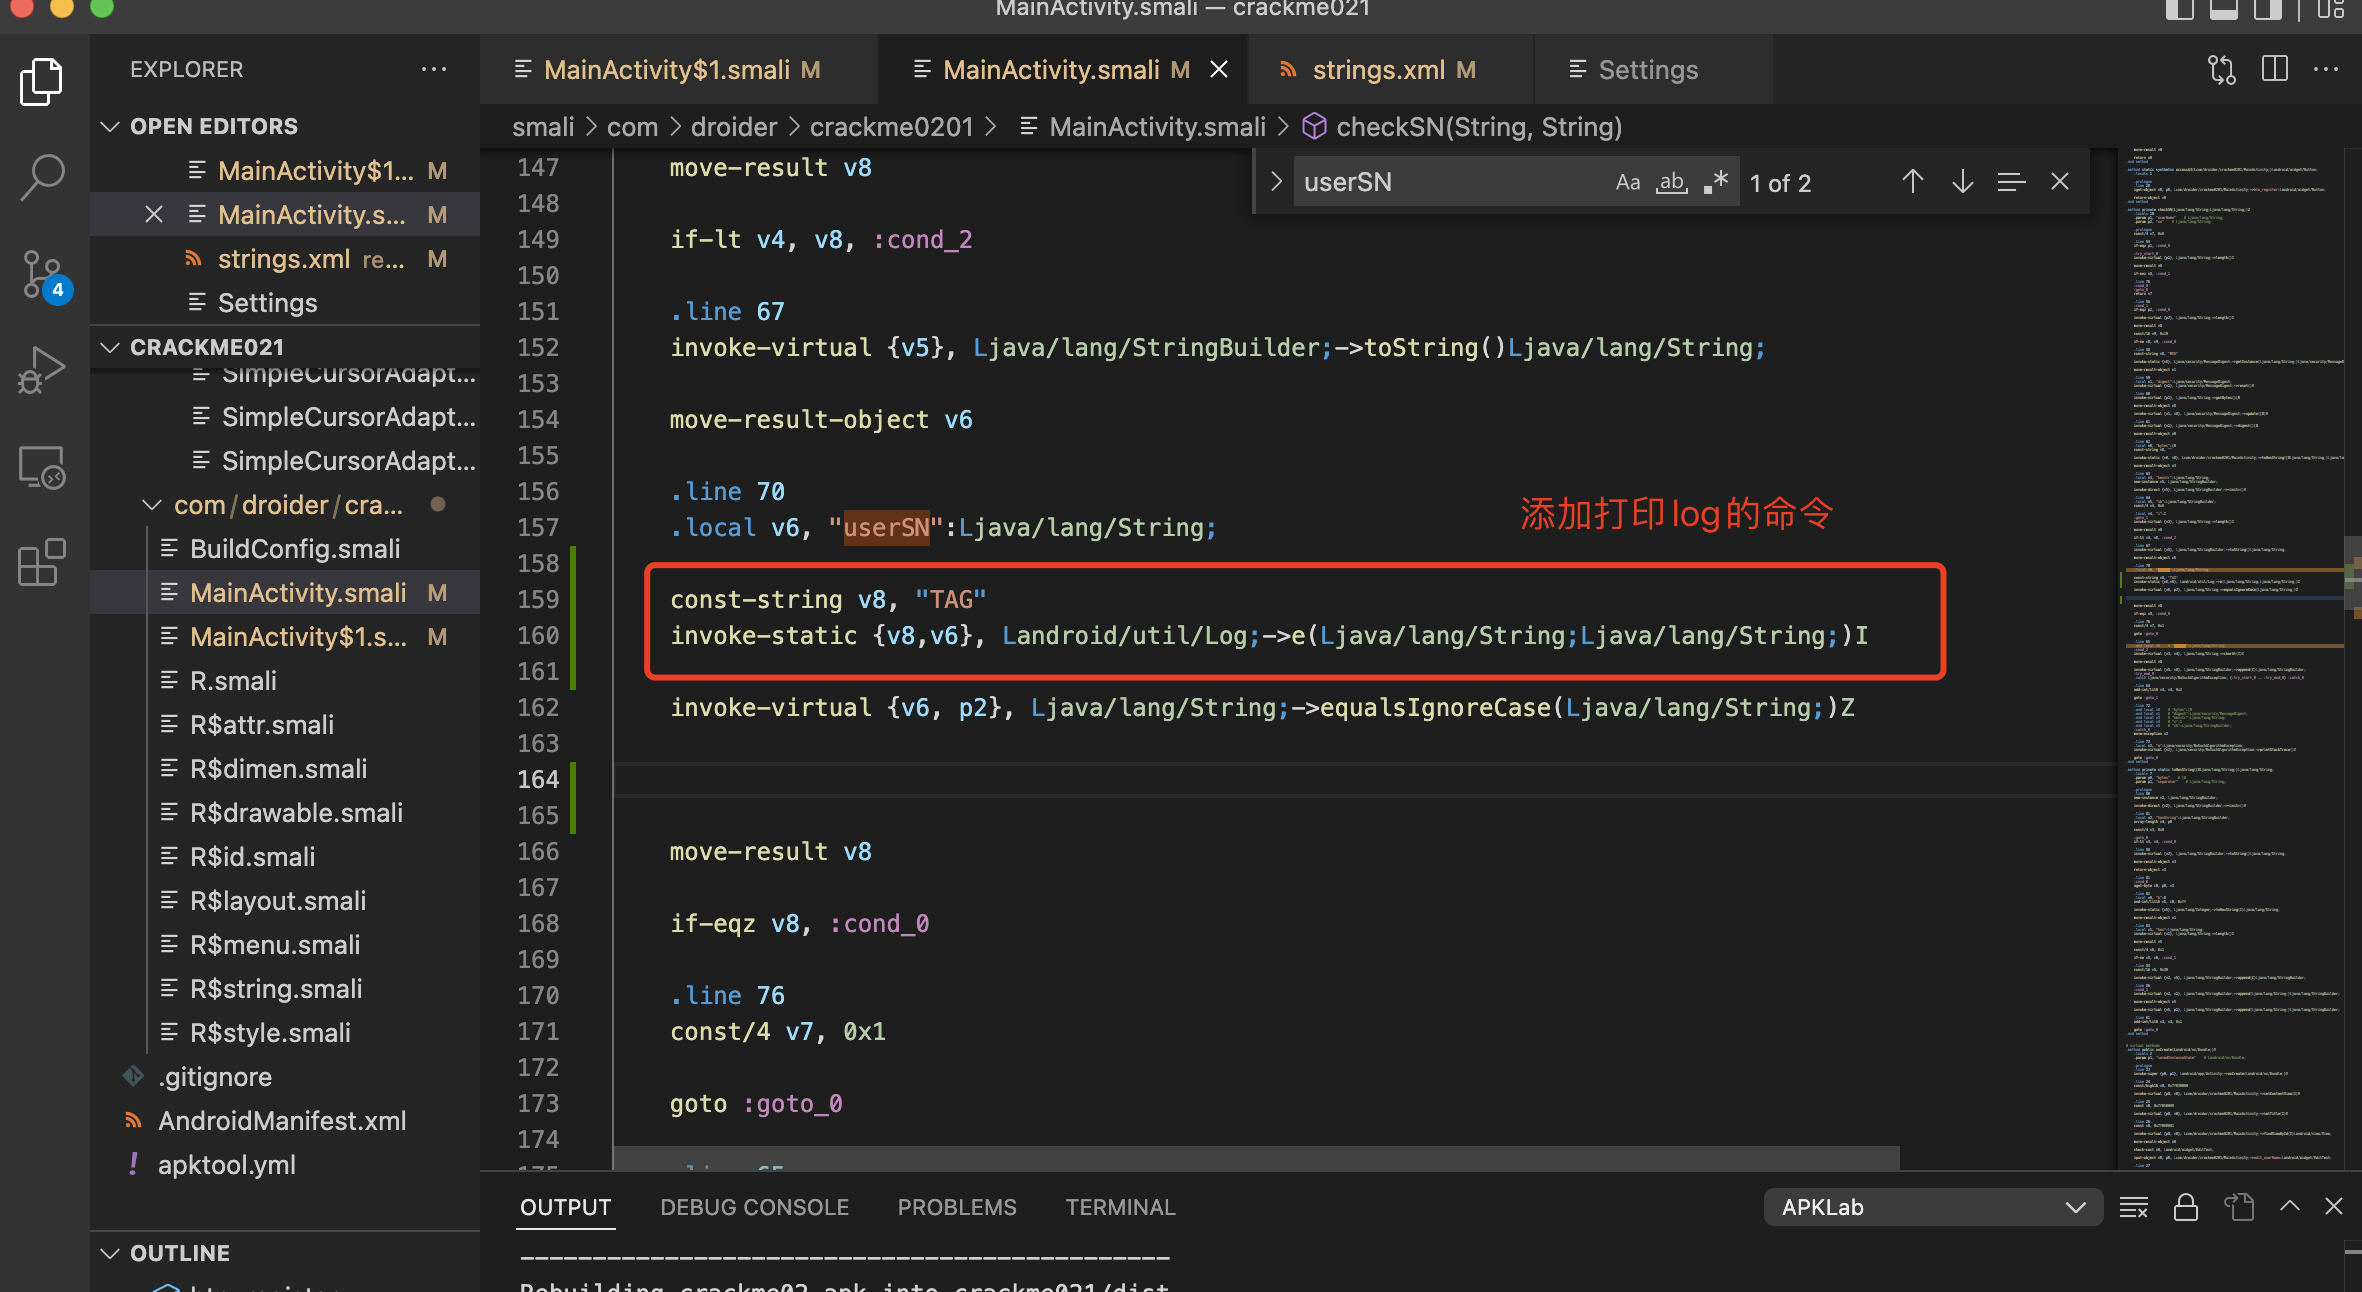 MainActivity.smali — crackme021
EXPLORER
OPEN EDITORS
MainActivity$1... M
MainActivity.s... M
strings.xml re... M
Settings
CRACKME021
SimpleCursorAdapt...
SimpleCursorAdapt...
SimpleCursorAdapt...
com/droider/cra...
BuildConfig.smali
MainActivity.smali M
MainActivity$1.s... M
R.smali
R$attr.smali
R$dimen.smali
R$drawable.smali
R$id.smali
R$layout.smali
R$menu.smali
R$string.smali
R$style.smali
.gitignore
AndroidManifest.xml
apktool.yml
OUTLINE
4
MainActivity$1.smali M
MainActivity.smali M
strings.xml M
Settings
smali > com > droider > crackme0201 > MainActivity.smali > checkSN(String, String)
userSN Aa ab 1 of 2
147 move-result v8
148
149 if-lt v4, v8, :cond_2
150
151 .line 67
152 invoke-virtual {v5}, Ljava/lang/StringBuilder;->toString()Ljava/lang/String;
153
154 move-result-object v6
155
156 .line 70
157 .local v6, "userSN":Ljava/lang/String;
添加打印log的命令
158
159 const-string v8, "TAG"
160 invoke-static {v8,v6}, Landroid/util/Log;->e(Ljava/lang/String;Ljava/lang/String;)I
161
162 invoke-virtual {v6, p2}, Ljava/lang/String;->equalsIgnoreCase(Ljava/lang/String;)Z
163
164
165
166 move-result v8
167
168 if-eqz v8, :cond_0
169
170 .line 76
171 const/4 v7, 0x1
172
173 goto :goto_0
174
OUTPUT DEBUG CONSOLE PROBLEMS TERMINAL
APKLab
Rebuilding crackme02.apk into crackme021/dist